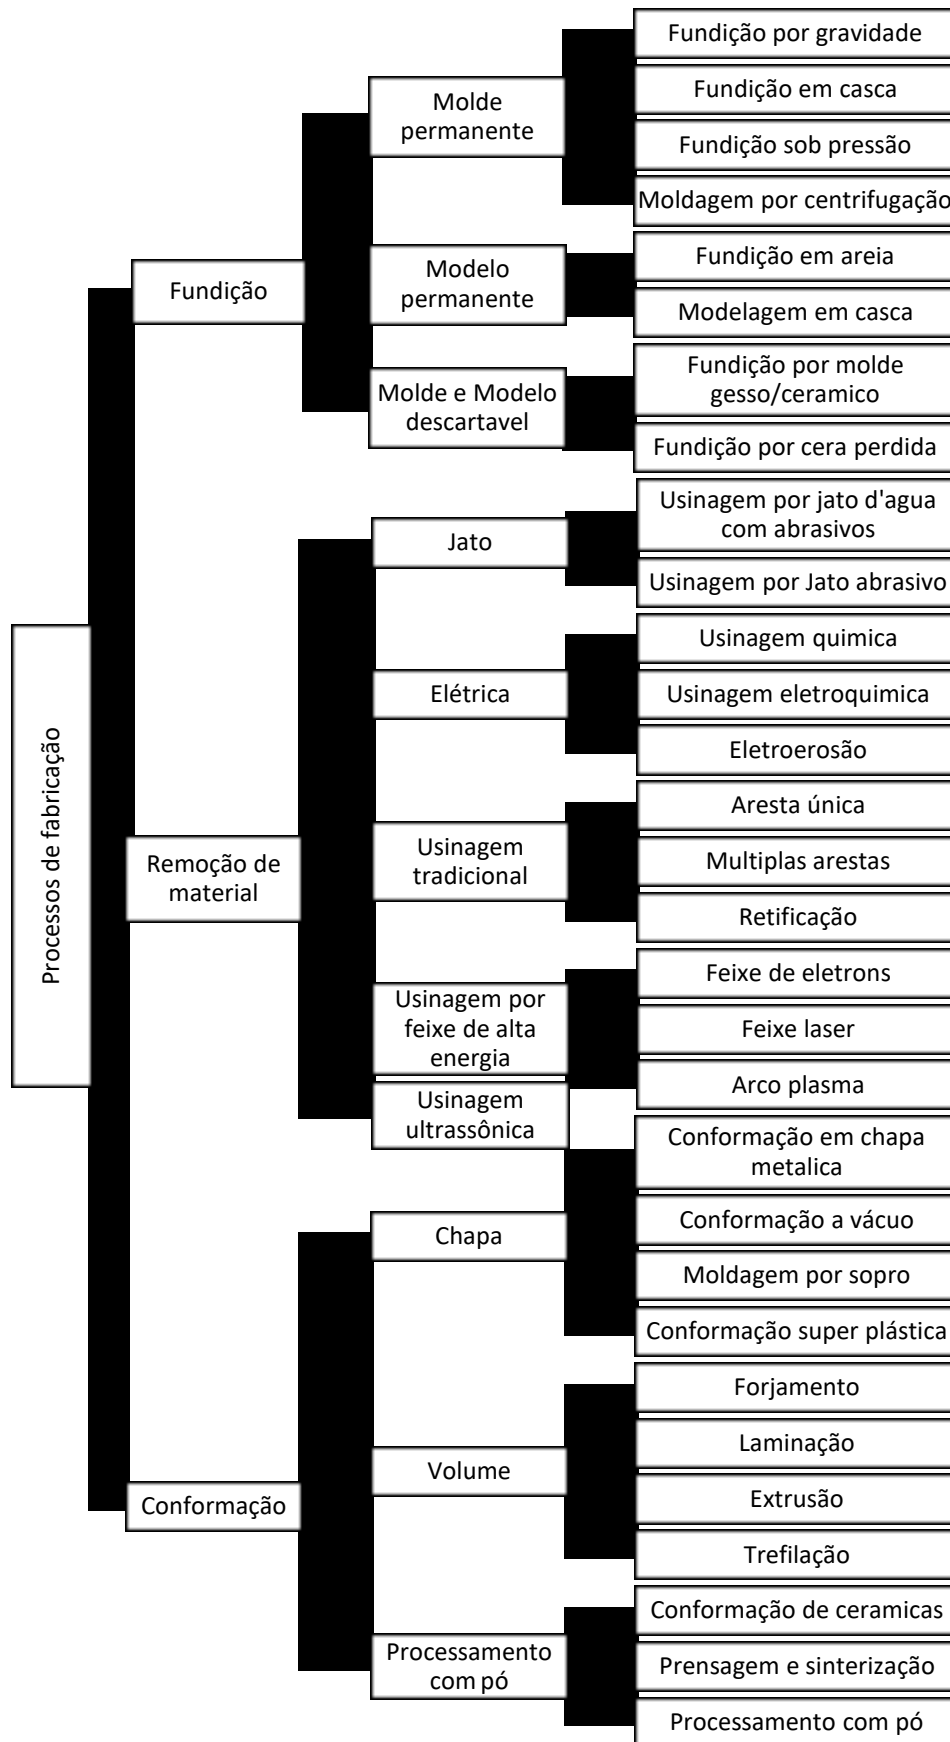 Processos de fabricação
Fundição
Molde
permanente
Fundição por gravidade
Fundição em casca
Fundição sob pressão
Moldagem por centrifugação
Modelo
permanente
Fundição em areia
Modelagem em casca
Molde e Modelo
descartavel
Fundição por molde
gesso/ceramico
Fundição por cera perdida
Remoção de
material
Jato
Usinagem por jato d'agua
com abrasivos
Usinagem por Jato abrasivo
Elétrica
Usinagem quimica
Usinagem eletroquimica
Eletroerosão
Usinagem
tradicional
Aresta única
Multiplas arestas
Retificação
Usinagem por
feixe de alta
energia
Feixe de eletrons
Feixe laser
Arco plasma
Usinagem
ultrassônica
Conformação
Chapa
Conformação em chapa
metalica
Conformação a vácuo
Moldagem por sopro
Conformação super plástica
Volume
Forjamento
Laminação
Extrusão
Trefilação
Processamento
com pó
Conformação de ceramicas
Prensagem e sinterização
Processamento com pó